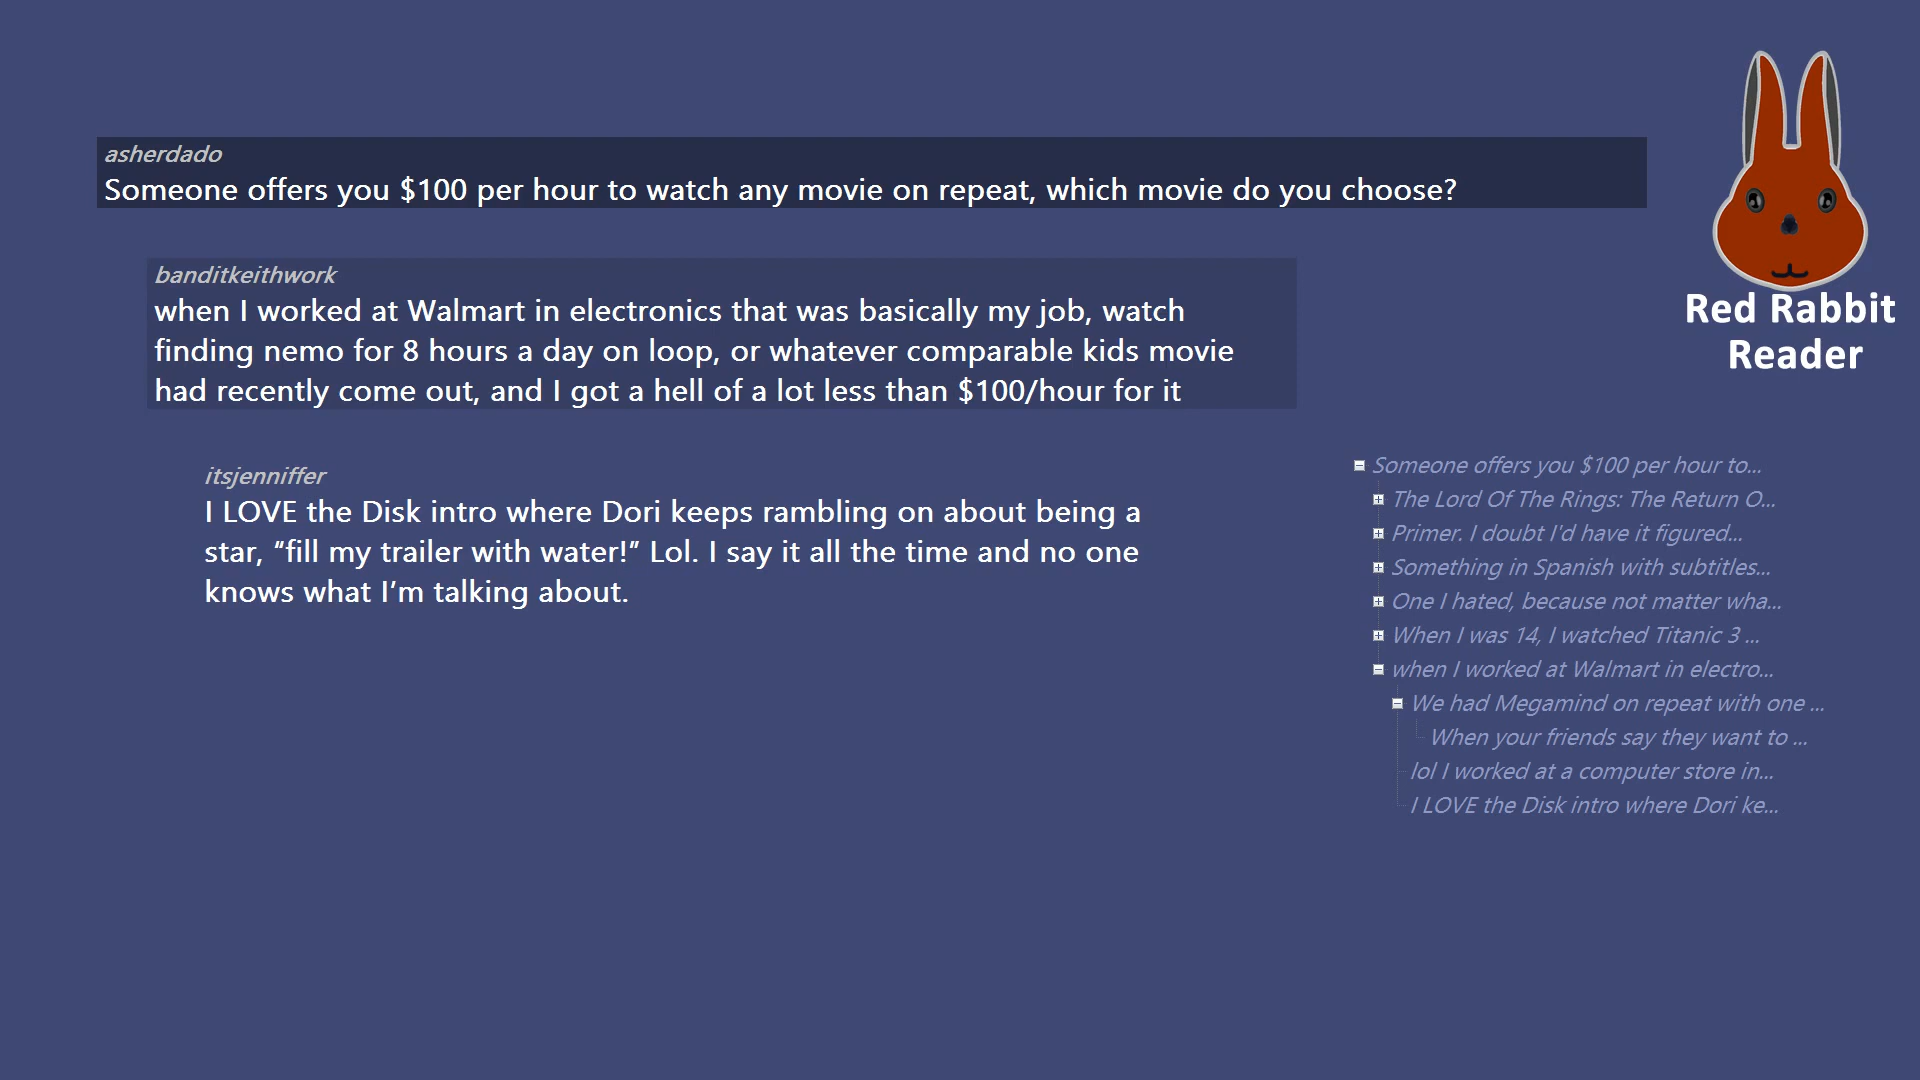 asherdado
Someone offers you $100 per hour to watch any movie on repeat, which movie do you choose?
banditkeithwork
when I worked at Walmart in electronics that was basically my job, watch
finding nemo for 8 hours a day on loop, or whatever comparable kids movie
had recently come out, and I got a hell of a lot less than $100/hour for it
itsjenniffer
I LOVE the Disk intro where Dori keeps rambling on about being a
star, “fill my trailer with water!” Lol. I say it all the time and no one
knows what I’m talking about.
Red Rabbit
Reader
Someone offers you $100 per hour to...
The Lord Of The Rings: The Return O...
Primer. I doubt I'd have it figured...
Something in Spanish with subtitles...
One I hated, because not matter wha...
When I was 14, I watched Titanic 3 ...
when I worked at Walmart in electro...
We had Megamind on repeat with one ...
When your friends say they want to ...
lol I worked at a computer store in...
I LOVE the Disk intro where Dori ke...